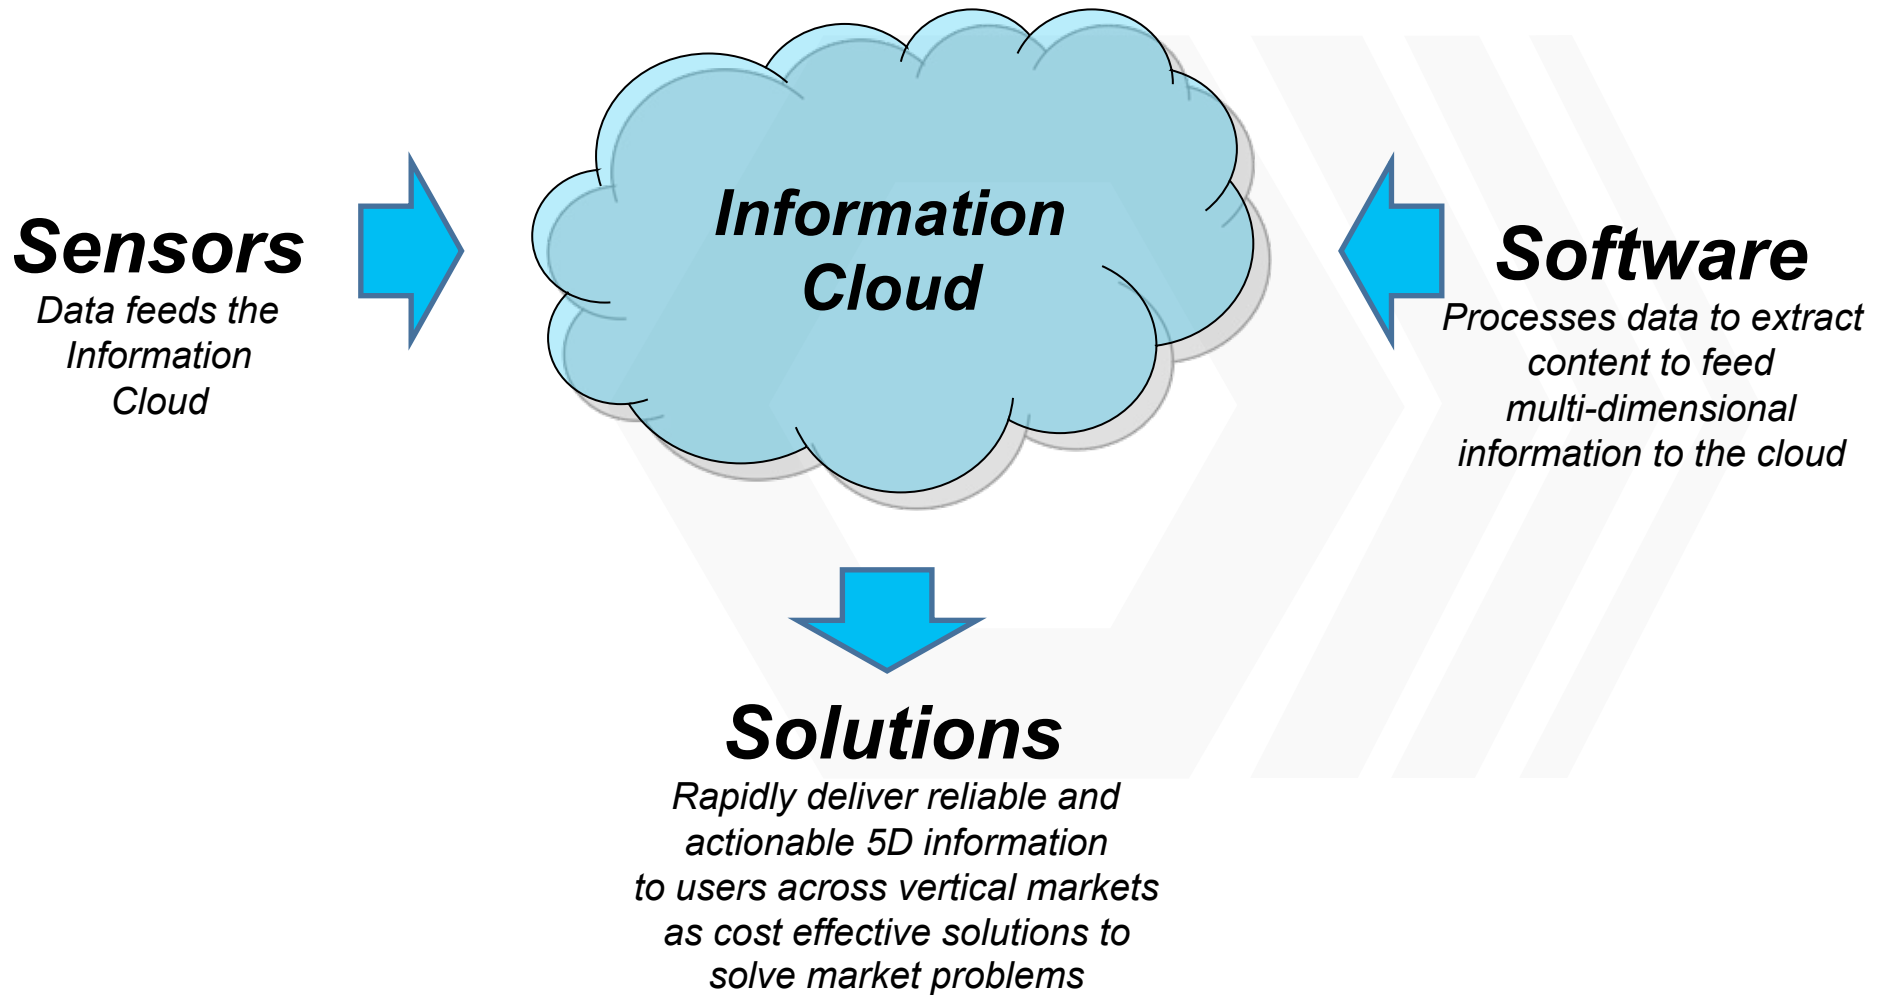 Information
Cloud
Sensors
Data feeds the
Information
Cloud
Software
Processes data to extract
content to feed
multi-dimensional
information to the cloud
Solutions
Rapidly deliver reliable and
actionable 5D information
to users across vertical markets
as cost effective solutions to
solve market problems